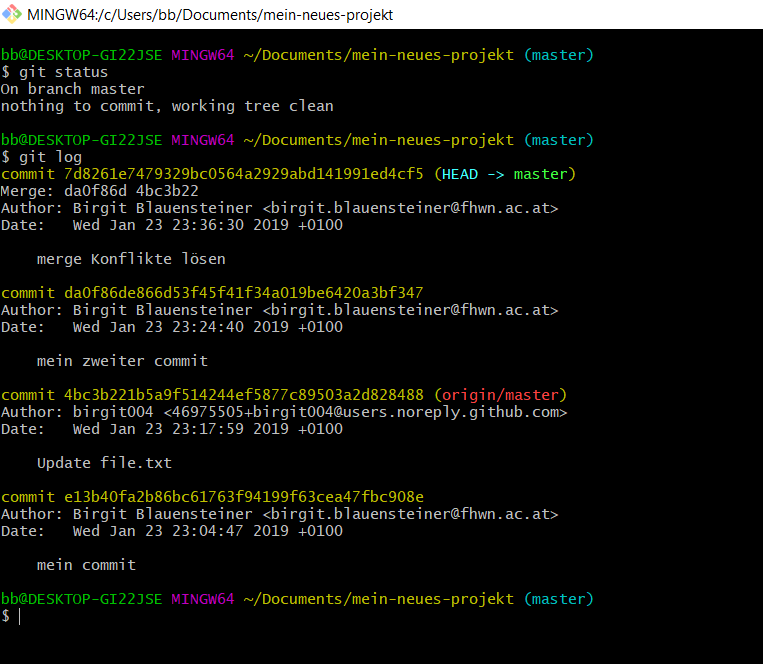 MINGW64:/c/Users/bb/Documents/mein-neues-projekt
bb@DESKTOP-GI22JSE MINGW64 ~/Documents/mein-neues-projekt (master)
$ git status
On branch master
nothing to commit, working tree clean
bb@DESKTOP-GI22JSE MINGW64 ~/Documents/mein-neues-projekt (master)
$ git log
commit 7d8261e7479329bc0564a2929abd141991ed4cf5 (HEAD -> master)
Merge: da0f86d 4bc3b22
Author: Birgit Blauensteiner <birgit.blauensteiner@fhwn.ac.at>
Date:   Wed Jan 23 23:36:30 2019 +0100
    merge Konflikte lösen
commit da0f86de866d53f45f41f34a019be6420a3bf347
Author: Birgit Blauensteiner <birgit.blauensteiner@fhwn.ac.at>
Date:   Wed Jan 23 23:24:40 2019 +0100
    mein zweiter commit
commit 4bc3b221b5a9f514244ef5877c89503a2d828488 (origin/master)
Author: birgit004 <46975505+birgit004@users.noreply.github.com>
Date:   Wed Jan 23 23:17:59 2019 +0100
    Update file.txt
commit e13b40fa2b86bc61763f94199f63cea47fbc908e
Author: Birgit Blauensteiner <birgit.blauensteiner@fhwn.ac.at>
Date:   Wed Jan 23 23:04:47 2019 +0100
    mein commit
bb@DESKTOP-GI22JSE MINGW64 ~/Documents/mein-neues-projekt (master)
$